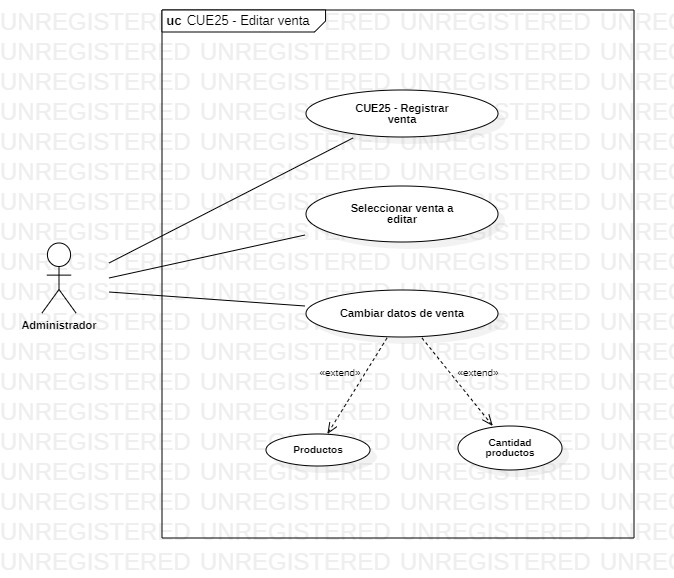 uc CUE25 - Editar venta
CUE25 - Registrar
venta
Seleccionar venta a
editar
Administrador
Cambiar datos de venta
«extend»
«extend»
Productos
Cantidad
productos
UNREGISTERED